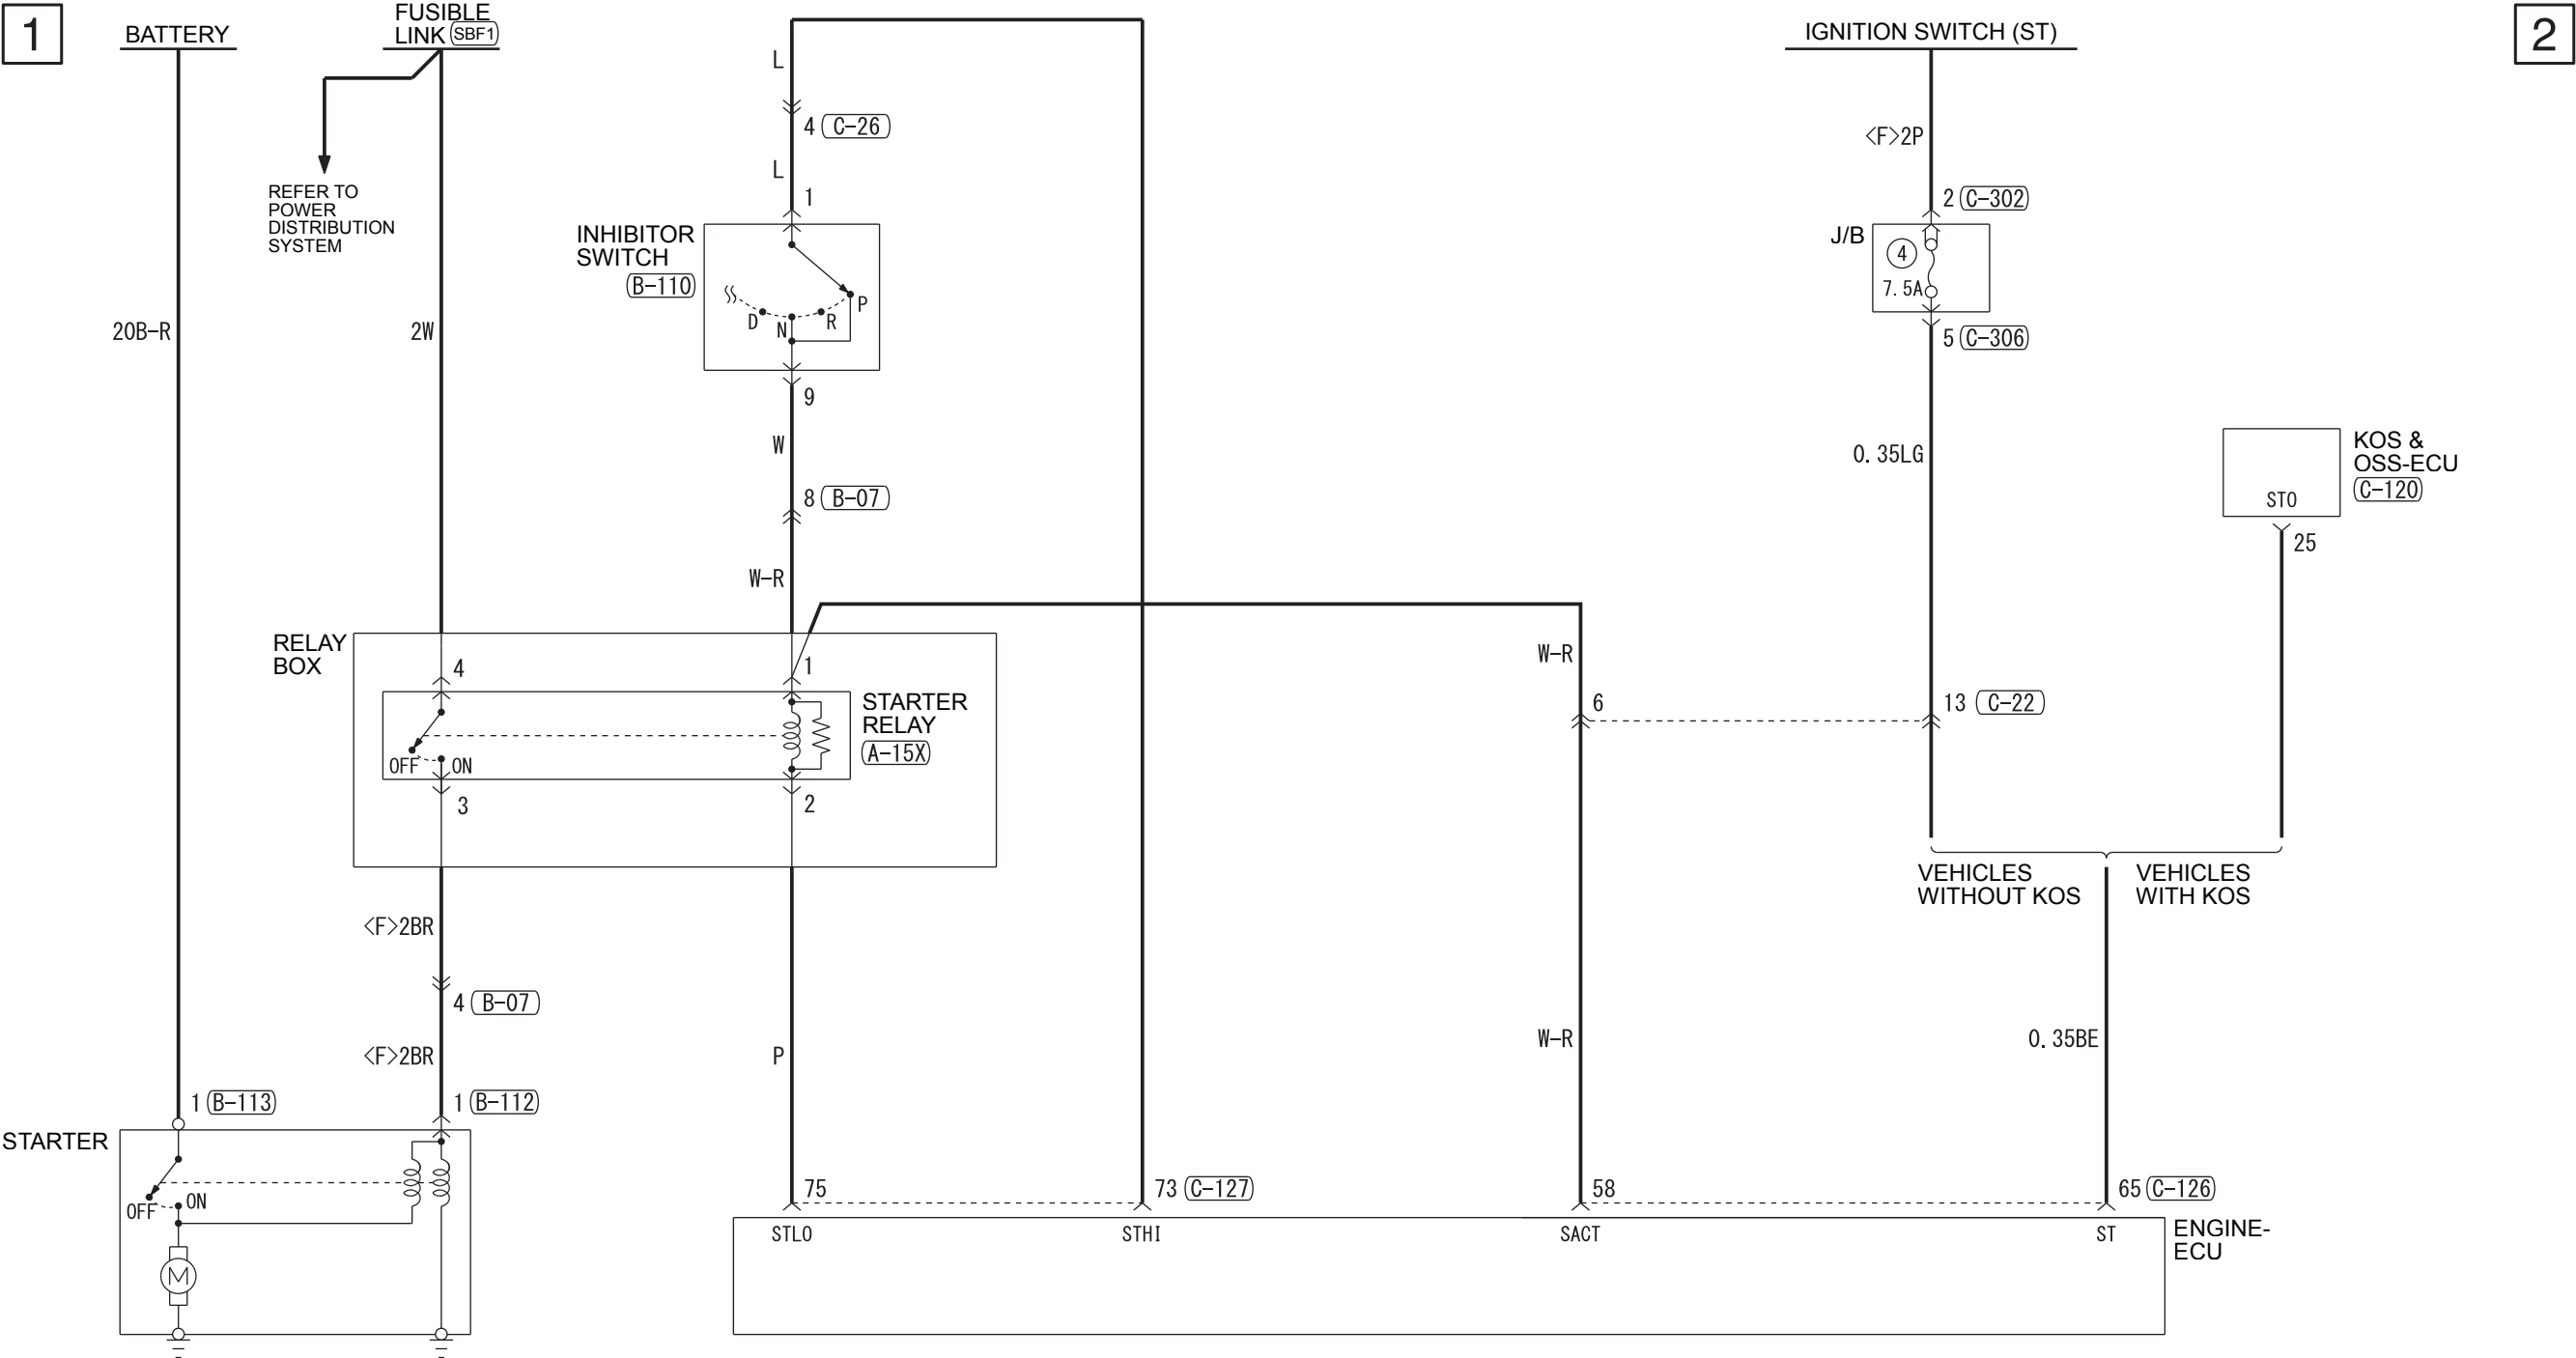 1
BATTERY
FUSIBLE
LINK SBF1
IGNITION SWITCH (ST)
2
L
4 C-26
<F>2P
REFER TO
POWER
DISTRIBUTION
SYSTEM
L
1
2 C-302
INHIBITOR
SWITCH
B-110
J/B
4
7.5A
P
D
N
R
20B-R
2W
5 C-306
9
W
0.35LG
KOS &
OSS-ECU
C-120
STO
8 B-07
25
W-R
RELAY
BOX
4
1
W-R
STARTER
RELAY
A-15X
6
13 C-22
OFF
ON
3
2
VEHICLES
WITHOUT KOS
VEHICLES
WITH KOS
<F>2BR
4 B-07
<F>2BR
P
W-R
0.35BE
1 B-113
1 B-112
STARTER
75
73 C-127
58
65 C-126
OFF
ON
STLO
STHI
SACT
ST
ENGINE-
ECU
M